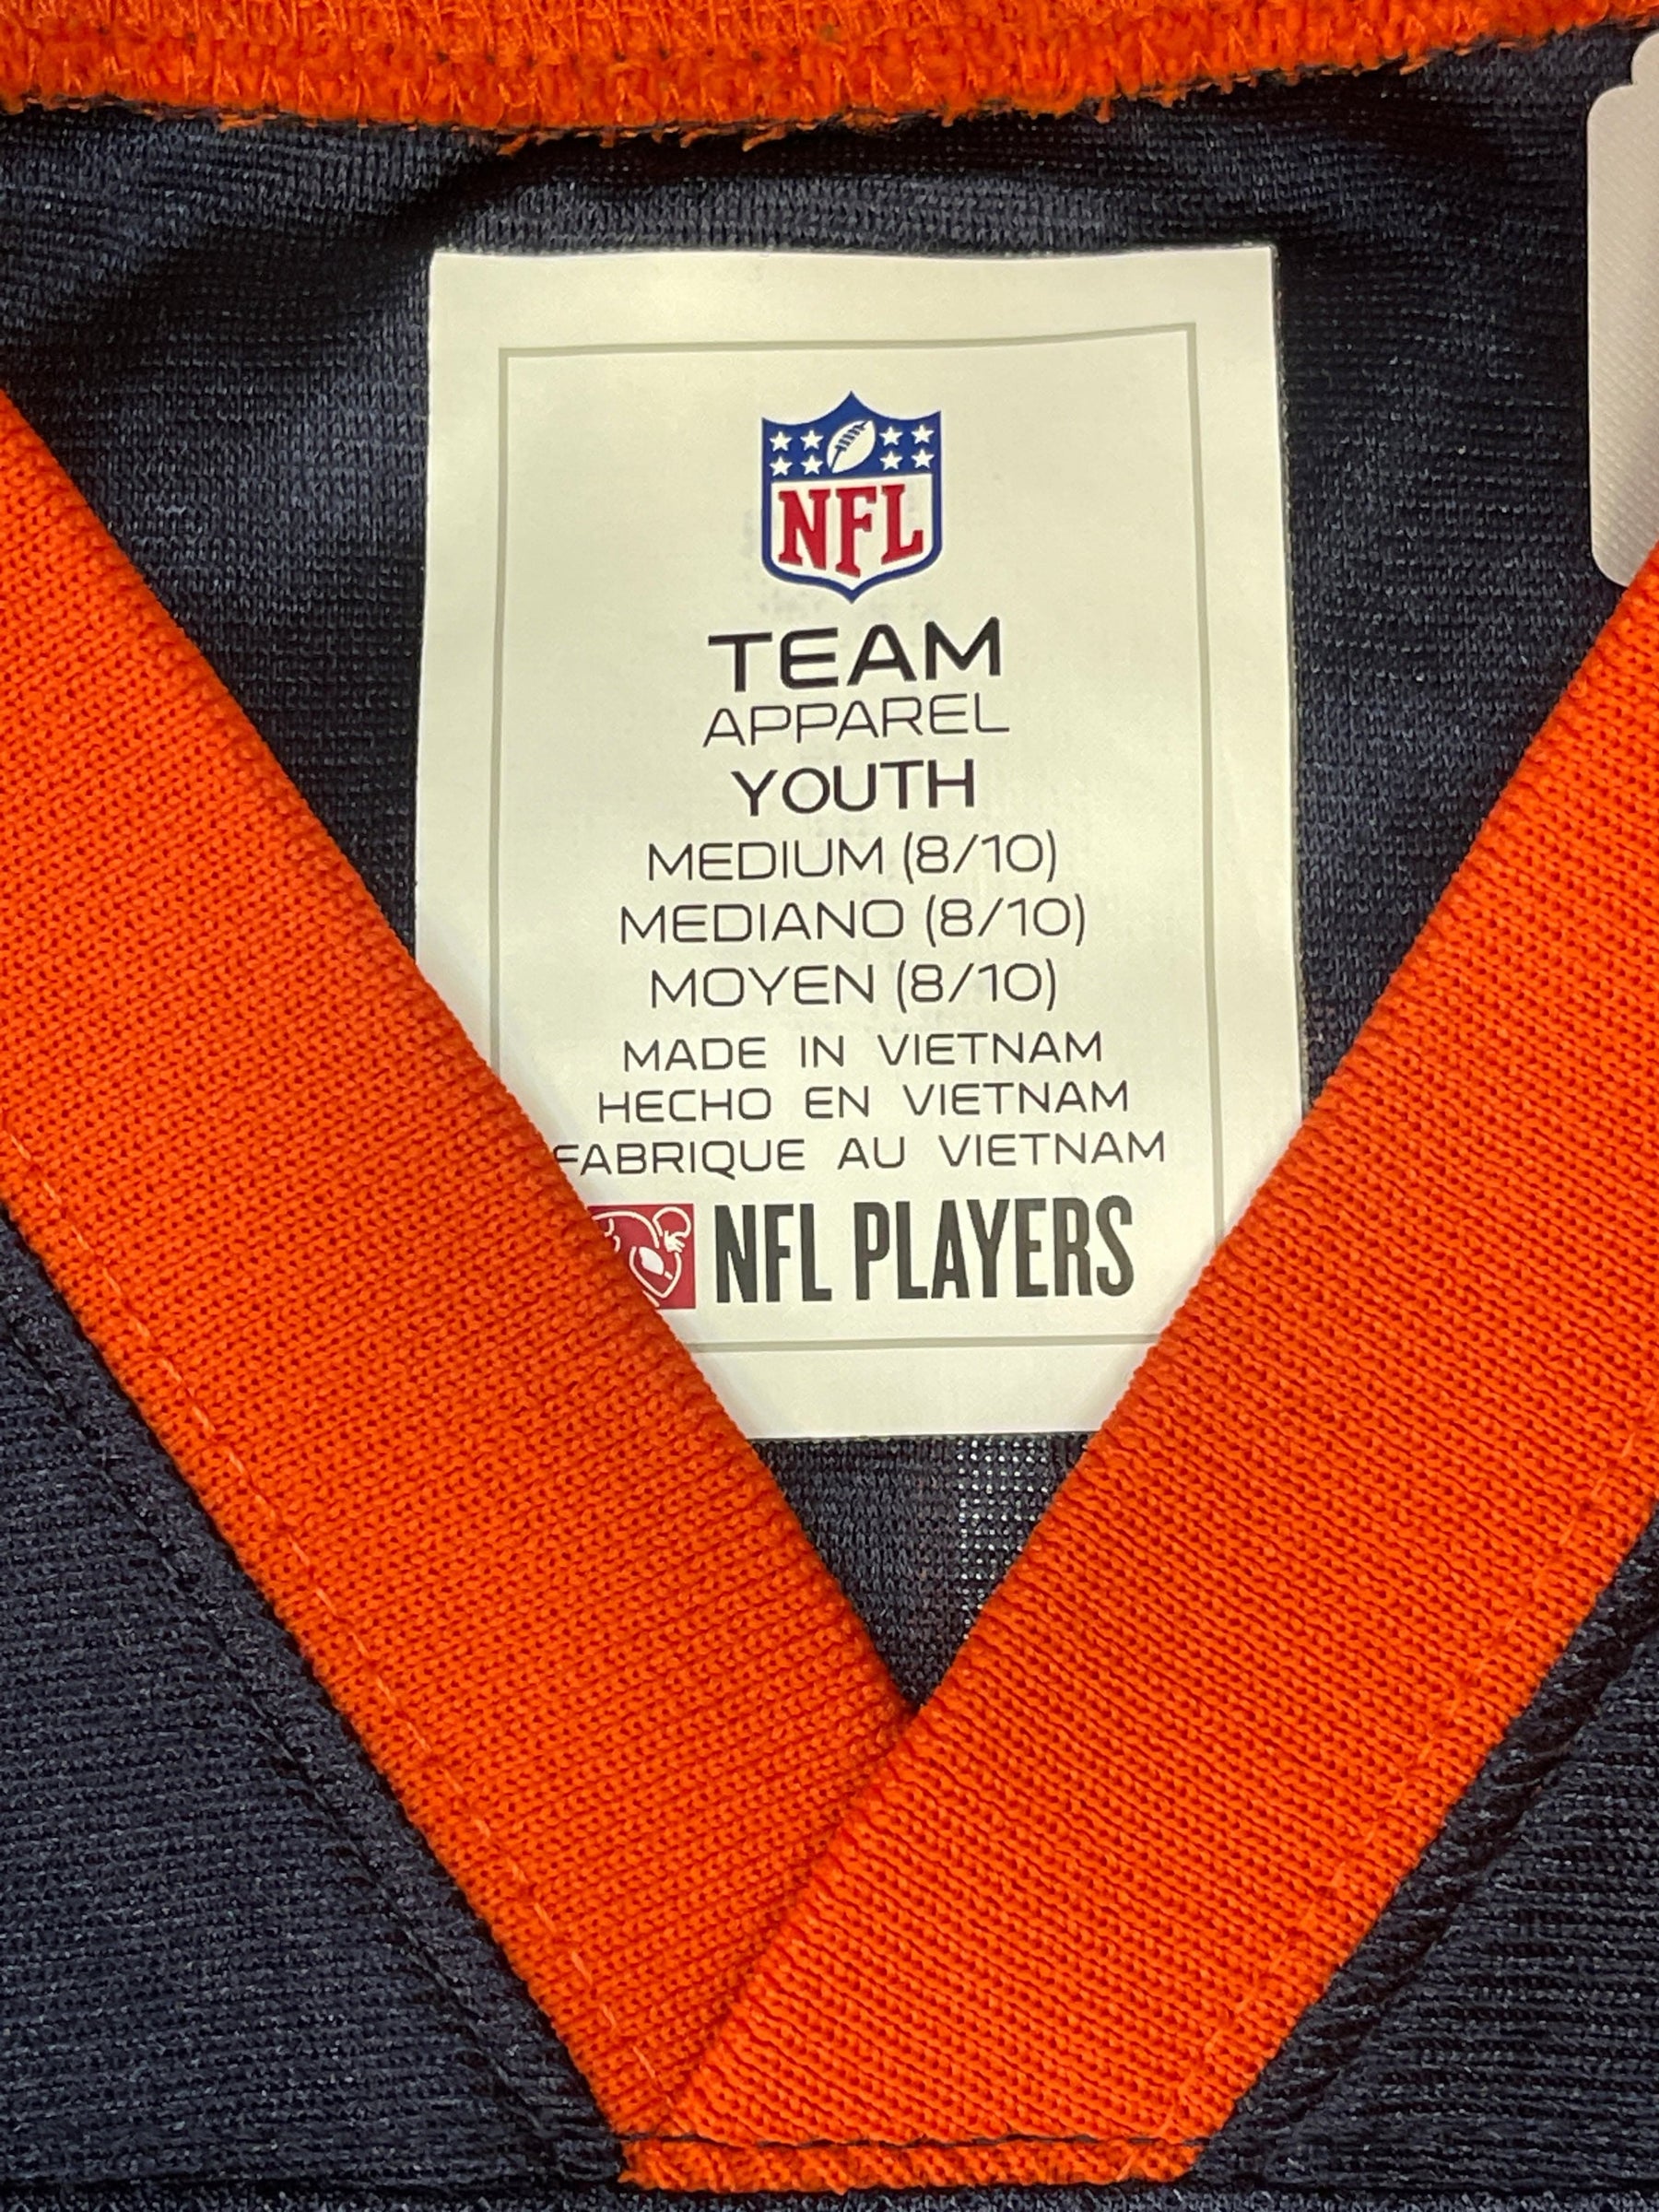 NFL
TEAM
APPAREL
YOUTH
MEDIUM (8/10)
MEDIANO (8/10)
MOYEN (8/10)
MADE IN VIETNAM
HECHO EN VIETNAM
FABRIQUE AU VIETNAM
NFL PLAYERS